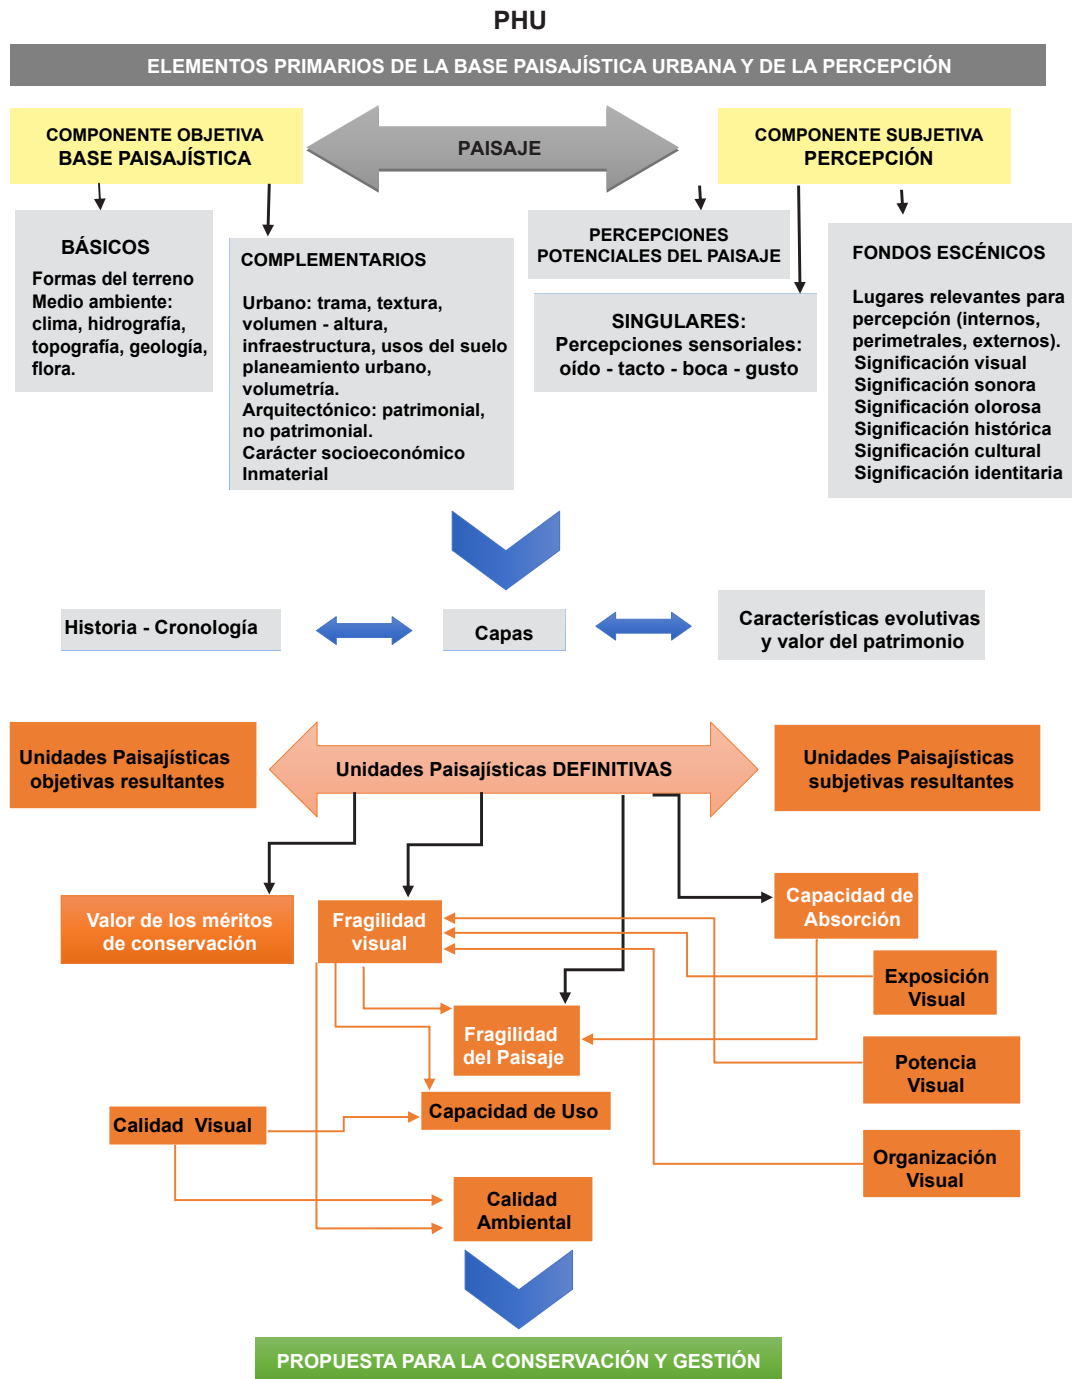 PHU
ELEMENTOS PRIMARIOS DE LA BASE PAISAJÍSTICA URBANA Y DE LA PERCEPCIÓN
COMPONENTE OBJETIVA
BASE PAISAJÍSTICA
PAISAJE
COMPONENTE SUBJETIVA
PERCEPCIÓN
BÁSICOS
Formas del terreno
Medio ambiente:
clima, hidrografía,
topografía, geología,
flora.
COMPLEMENTARIOS
Urbano: trama, textura,
volumen - altura,
infraestructura, usos del suelo
planeamiento urbano,
volumetría.
Arquitectónico: patrimonial,
no patrimonial.
Carácter socioeconómico
Inmaterial
PERCEPCIONES
POTENCIALES DEL PAISAJE
SINGULARES:
Percepciones sensoriales:
oído - tacto - boca - gusto
FONDOS ESCÉNICOS
Lugares relevantes para
percepción (internos,
perimetrales, externos).
Significación visual
Significación sonora
Significación olorosa
Significación histórica
Significación cultural
Significación identitaria
Historia - Cronología
Capas
Características evolutivas
y valor del patrimonio
Unidades Paisajísticas
objetivas resultantes
Unidades Paisajísticas DEFINITIVAS
Unidades Paisajísticas
subjetivas resultantes
Valor de los méritos
de conservación
Fragilidad
visual
Capacidad de
Absorción
Exposición
Visual
Fragilidad
del Paisaje
Potencia
Visual
Capacidad de Uso
Calidad Visual
Organización
Visual
Calidad
Ambiental
PROPUESTA PARA LA CONSERVACIÓN Y GESTIÓN